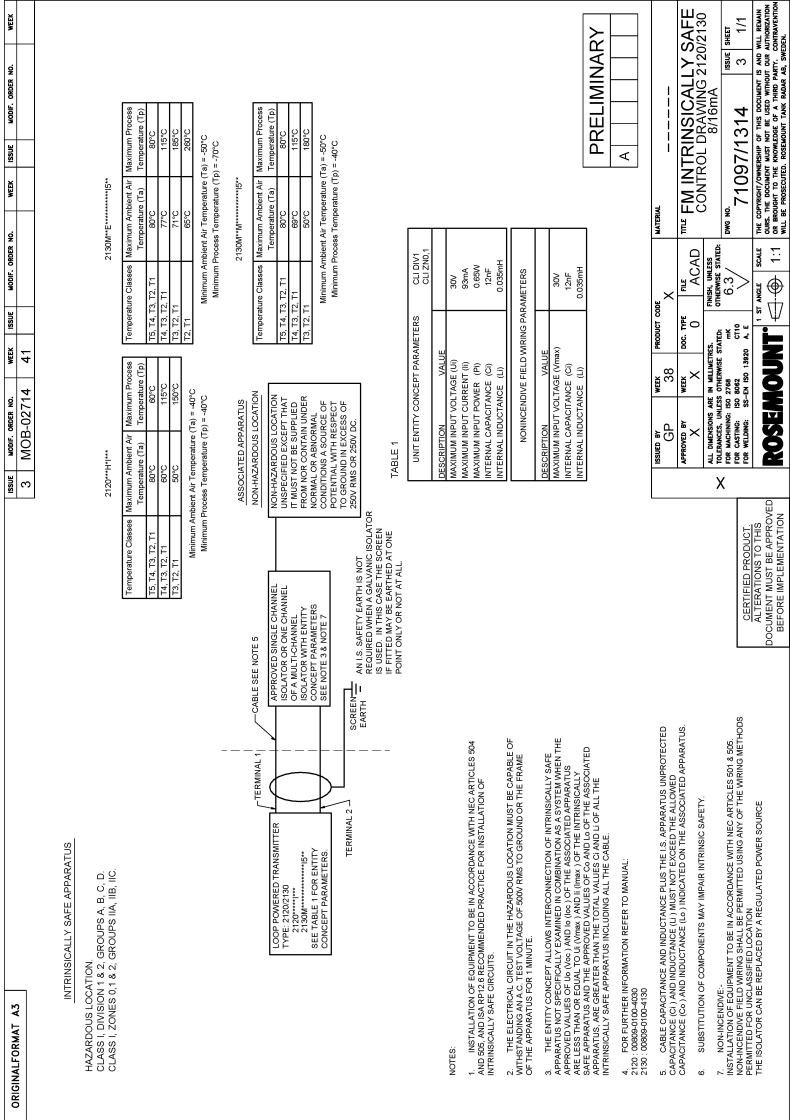 ORIGINALFORMAT A3
ISSUE MODIF. ORDER NO. WEEK ISSUE MODIF. ORDER NO. WEEK ISSUE MODIF. ORDER NO. WEEK
3 MOB-02714 41
INTRINSICALLY SAFE APPARATUS
HAZARDOUS LOCATION.
CLASS I, DIVISION 1 & 2, GROUPS A, B, C, D.
CLASS I, ZONES 0,1 & 2, GROUPS IIA, IIB, IIC.
2120***H1***
Temperature Classes Maximum Ambient Air Temperature (Ta) Maximum Process Temperature (Tp)
T5, T4, T3, T2, T1 80°C 60°C
T4, T3, T2, T1 60°C 115°C
T3, T2, T1 50°C 150°C
Minimum Ambient Air Temperature (Ta) = -40°C
Minimum Process Temperature (Tp) = -40°C
2130M**E***********I5**
Temperature Classes Maximum Ambient Air Temperature (Ta) Maximum Process Temperature (Tp)
T5, T4, T3, T2, T1 80°C 80°C
T4, T3, T2, T1 77°C 115°C
T3, T2, T1 71°C 185°C
T2, T1 65°C 260°C
Minimum Ambient Air Temperature (Ta) = -50°C
Minimum Process Temperature (Tp) = -70°C
2130M**M***********I5**
Temperature Classes Maximum Ambient Air Temperature (Ta) Maximum Process Temperature (Tp)
T5, T4, T3, T2, T1 80°C 80°C
T4, T3, T2, T1 69°C 115°C
T3, T2, T1 50°C 180°C
Minimum Ambient Air Temperature (Ta) = -50°C
Minimum Process Temperature (Tp) = -40°C
LOOP POWERED TRANSMITTER
TYPE: 2120/2130
SEE TABLE 1 FOR ENTITY
CONCEPT PARAMETERS.
TERMINAL 1
TERMINAL 2
CABLE SEE NOTE 5
SCREEN
EARTH
APPROVED SINGLE CHANNEL
ISOLATOR OR ONE CHANNEL
OF A MULTI-CHANNEL
ISOLATOR WITH ENTITY
CONCEPT PARAMETERS
SEE NOTE 3 & NOTE 7
AN I.S. SAFETY EARTH IS NOT
REQUIRED WHEN A GALVANIC ISOLATOR
IS USED. IN THIS CASE THE SCREEN
IF FITTED MAY BE EARTHED AT ONE
POINT ONLY OR NOT AT ALL.
ASSOCIATED APPARATUS
NON-HAZARDOUS LOCATION
NON-HAZARDOUS LOCATION
UNSPECIFIED EXCEPT THAT
IT MUST NOT BE SUPPLIED
FROM NOR CONTAIN UNDER
NORMAL OR ABNORMAL
CONDITIONS A SOURCE OF
POTENTIAL WITH RESPECT
TO GROUND IN EXCESS OF
250V RMS OR 250V DC.
TABLE 1
UNIT ENTITY CONCEPT PARAMETERS CLI DIV1
CLI ZN0,1
DESCRIPTION VALUE
MAXIMUM INPUT VOLTAGE (Ui) 30V
MAXIMUM INPUT CURRENT (Ii) 93mA
MAXIMUM INPUT POWER (Pi) 0.65W
INTERNAL CAPACITANCE (Ci) 12nF
INTERNAL INDUCTANCE (Li) 0.035mH
NONINCENDIVE FIELD WIRING PARAMETERS
DESCRIPTION VALUE
MAXIMUM INPUT VOLTAGE (Vmax) 30V
INTERNAL CAPACITANCE (Ci) 12nF
INTERNAL INDUCTANCE (Li) 0.035mH
NOTES:
1. INSTALLATION OF EQUIPMENT TO BE IN ACCORDANCE WITH NEC ARTICLES 504
AND 505, AND ISA RP12.6 RECOMMENDED PRACTICE FOR INSTALLATION OF
INTRINSICALLY SAFE CIRCUITS.
2. THE ELECTRICAL CIRCUIT IN THE HAZARDOUS LOCATION MUST BE CAPABLE OF
WITHSTANDING AN A.C. TEST VOLTAGE OF 500V RMS TO GROUND OR THE FRAME
OF THE APPARATUS FOR 1 MINUTE.
3. THE ENTITY CONCEPT ALLOWS INTERCONNECTION OF INTRINSICALLY SAFE
APPARATUS NOT SPECIFICALLY EXAMINED IN COMBINATION AS A SYSTEM WHEN THE
APPROVED VALUES OF Uo (Voc) AND Io (Ioc) OF THE ASSOCIATED APPARATUS
ARE LESS THAN OR EQUAL TO Ui (Vmax) AND Ii (Imax) OF THE INTRINSICALLY
SAFE APPARATUS AND THE APPROVED VALUES OF Co AND Lo OF THE ASSOCIATED
APPARATUS, ARE GREATER THAN THE TOTAL VALUES Ci AND Li OF ALL THE
INTRINSICALLY SAFE APPARATUS INCLUDING ALL THE CABLE.
4. FOR FURTHER INFORMATION REFER TO MANUAL:
2120 : 00809-0100-4030
2130 : 00809-0100-4130
5. CABLE CAPACITANCE AND INDUCTANCE PLUS THE I.S. APPARATUS UNPROTECTED
CAPACITANCE (Ci) AND INDUCTANCE (Li) MUST NOT EXCEED THE ALLOWED
CAPACITANCE (Co) AND INDUCTANCE (Lo) INDICATED ON THE ASSOCIATED APPARATUS.
6. SUBSTITUTION OF COMPONENTS MAY IMPAIR INTRINSIC SAFETY.
7. NON-INCENDIVE:-
INSTALLATION OF EQUIPMENT TO BE IN ACCORDANCE WITH NEC ARTICLES 501 & 505.
NON-INCENDIVE FIELD WIRING SHALL BE PERMITTED USING ANY OF THE WIRING METHODS
PERMITTED FOR UNCLASSIFIED LOCATION
THE ISOLATOR CAN BE REPLACED BY A REGULATED POWER SOURCE
CERTIFIED PRODUCT.
ALTERATIONS TO THIS
DOCUMENT MUST BE APPROVED
BEFORE IMPLEMENTATION
PRELIMINARY
A
X
ISSUED BY GP WEEK 38 PRODUCT CODE X
APPROVED BY X WEEK X DOC. TYPE 0 FILE ACAD
ALL DIMENSIONS ARE IN MILLIMETRES.
TOLERANCES, UNLESS OTHERWISE STATED:
FOR MACHINING: ISO 2768 mK
FOR CASTING: ISO 8062 CT10
FOR WELDING: SS-EN ISO 13920 A, E
FINISH, UNLESS
OTHERWISE STATED:
6.3
ROSEMOUNT
1 ST ANGLE SCALE 1:1
MATERIAL
------
TITLE FM INTRINSICALLY SAFE
CONTROL DRAWING 2120/2130
8/16mA
DWG NO. 71097/1314 ISSUE 3 SHEET 1/1
THE COPYRIGHT/OWNERSHIP OF THIS DOCUMENT IS AND WILL REMAIN
OURS. THE DOCUMENT MUST NOT BE USED WITHOUT OUR AUTHORIZATION
OR BROUGHT TO THE KNOWLEDGE OF A THIRD PARTY. CONTRAVENTION
WILL BE PROSECUTED. ROSEMOUNT TANK RADAR AB, SWEDEN.